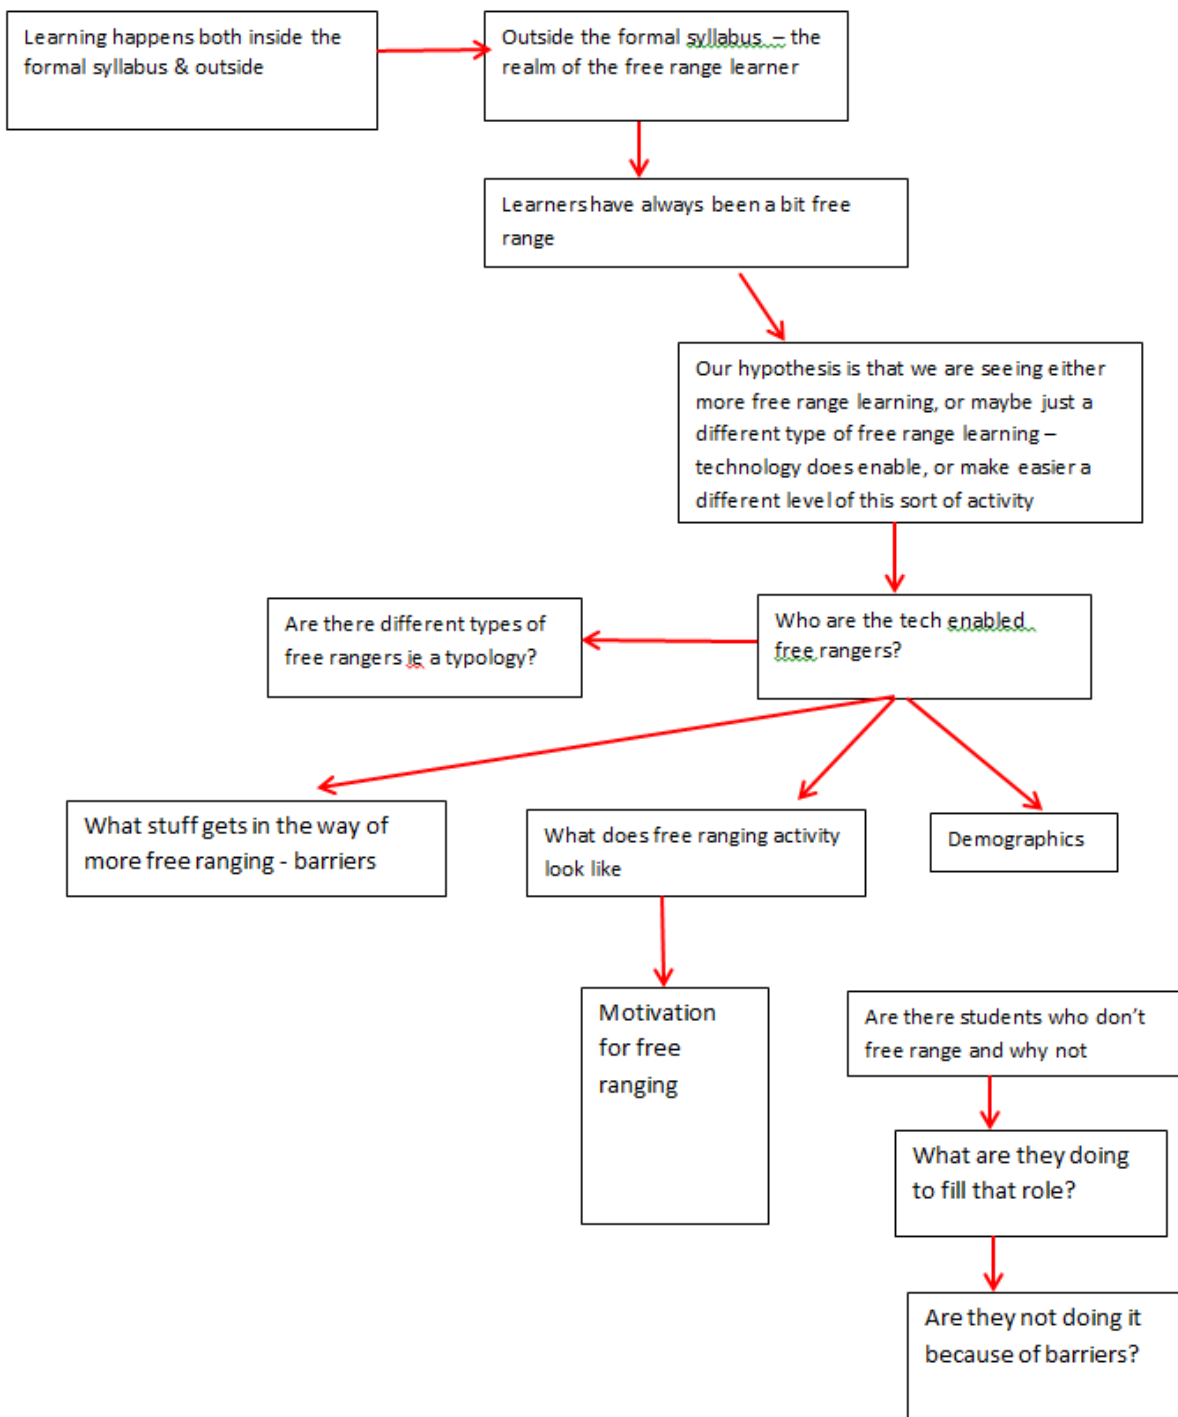 Learning happens both inside the
formal syllabus & outside
Outside the formal syllabus – the
realm of the free range learner
Learners have always been a bit free
range
Our hypothesis is that we are seeing either
more free range learning, or maybe just a
different type of free range learning –
technology does enable, or make easier a
different level of this sort of activity
Who are the tech enabled
free rangers?
Are there different types of
free rangers ie a typology?
What stuff gets in the way of
more free ranging - barriers
What does free ranging activity
look like
Demographics
Motivation
for free
ranging
Are there students who don’t
free range and why not
What are they doing
to fill that role?
Are they not doing it
because of barriers?